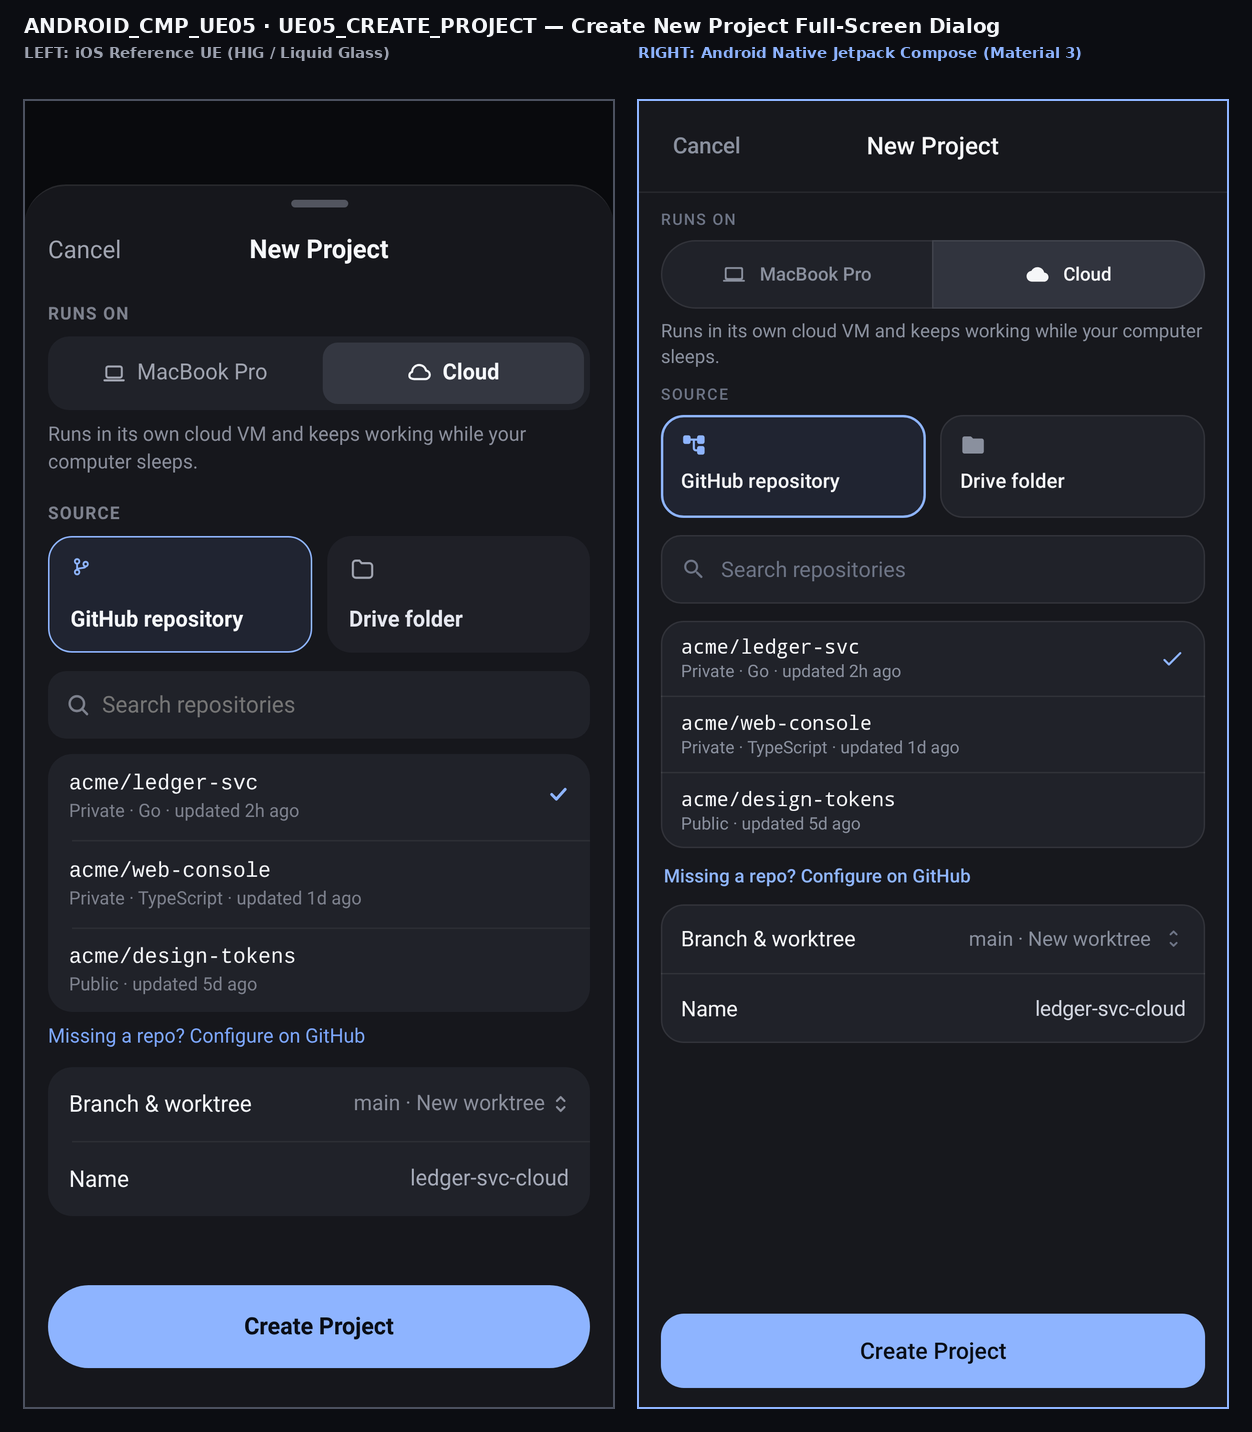 ANDROID_CMP_UE05 · UE05_CREATE_PROJECT — Create New Project Full-Screen Dialog
LEFT: iOS Reference UE (HIG / Liquid Glass)
Cancel
New Project
RUNS ON
MacBook Pro
Cloud
Runs in its own cloud VM and keeps working while your
computer sleeps.
SOURCE
GitHub repository
Drive folder
Search repositories
acme/ledger-svc
Private · Go · updated 2h ago
acme/web-console
Private · TypeScript · updated 1d ago
acme/design-tokens
Public · updated 5d ago
Missing a repo? Configure on GitHub
Branch & worktree
main · New worktree
Name
ledger-svc-cloud
Create Project
RIGHT: Android Native Jetpack Compose (Material 3)
Cancel
New Project
RUNS ON
MacBook Pro
Cloud
Runs in its own cloud VM and keeps working while your computer
sleeps.
SOURCE
GitHub repository
Drive folder
Search repositories
acme/ledger-svc
Private · Go · updated 2h ago
acme/web-console
Private · TypeScript · updated 1d ago
acme/design-tokens
Public · updated 5d ago
Missing a repo? Configure on GitHub
Branch & worktree
main · New worktree
Name
ledger-svc-cloud
Create Project